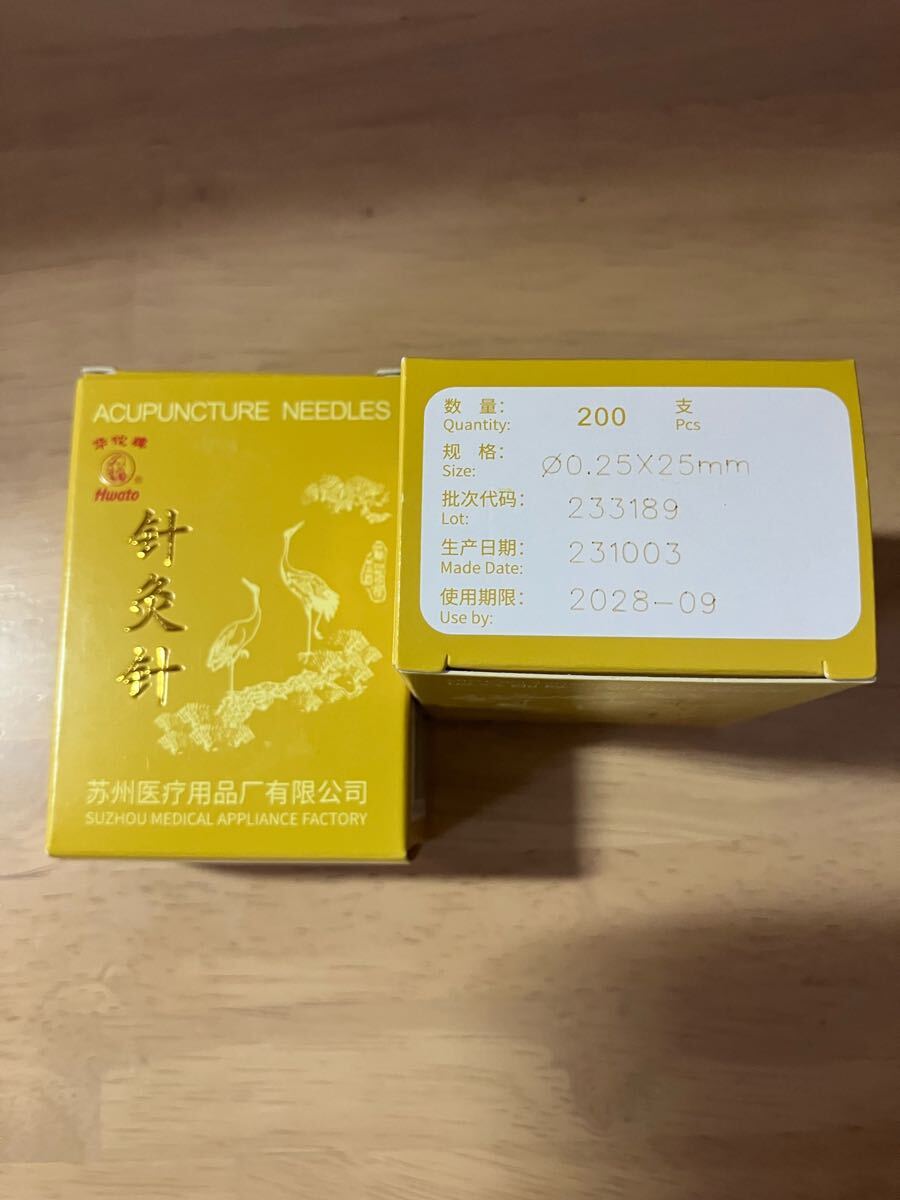 ACUPUNCTURE NEEDLES
华佗牌
Hwato
针灸针
苏州医疗用品厂有限公司
SUZHOU MEDICAL APPLIANCE FACTORY
数 量: 200 支
Quantity: Pcs
规 格: Ø0.25X25mm
Size:
批次代码: 233189
Lot:
生产日期: 231003
Made Date:
使用期限: 2028-09
Use by: